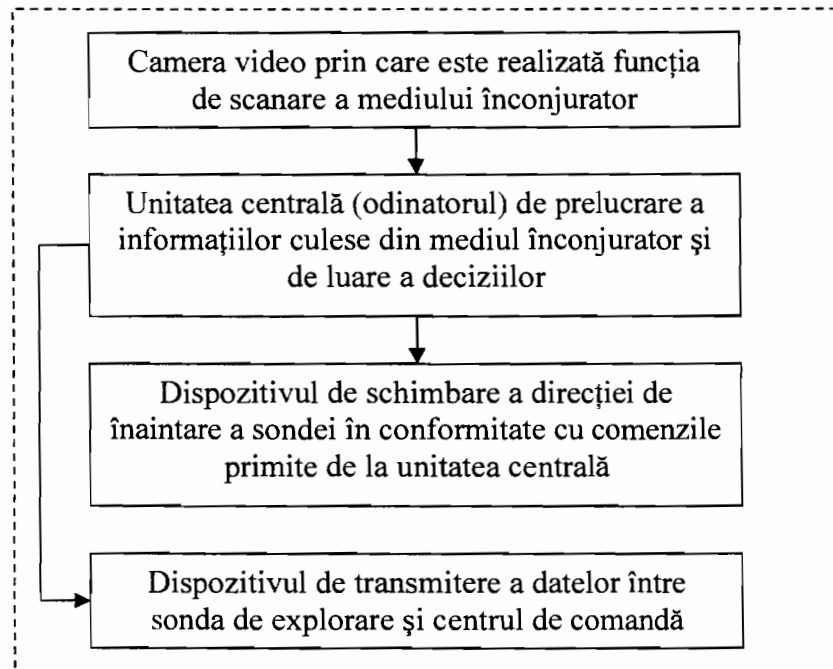 Camera video prin care este realizată funcția
de scanare a mediului înconjurator
Unitatea centrală (odinatorul) de prelucrare a
informațiilor culese din mediul înconjurator şi
de luare a deciziilor
Dispozitivul de schimbare a direcției de
înaintare a sondei în conformitate cu comenzile
primite de la unitatea centrală
Dispozitivul de transmitere a datelor între
sonda de explorare şi centrul de comandă